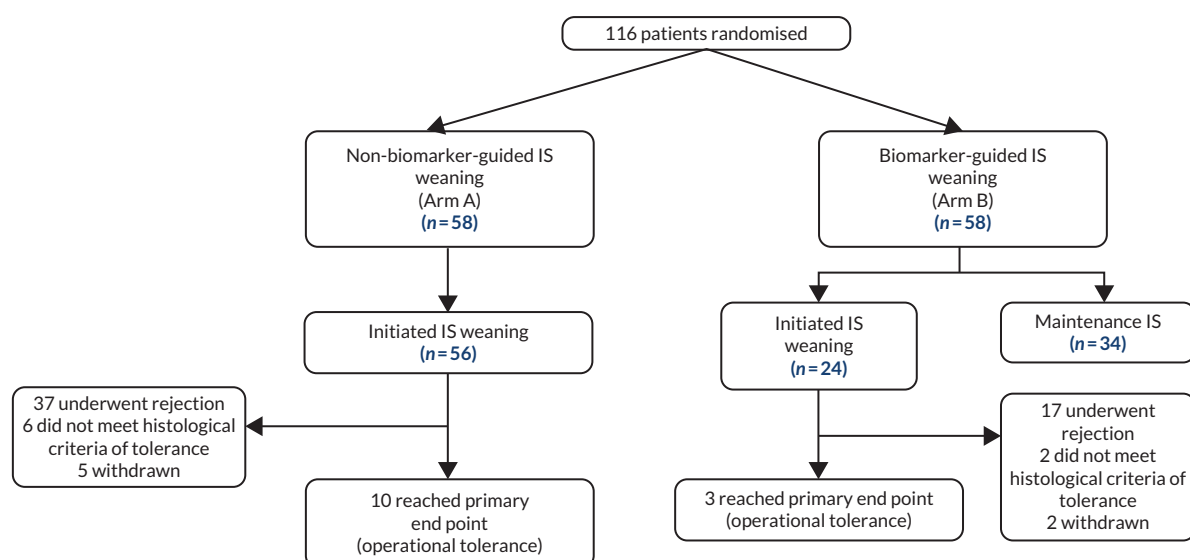 116 patients randomised
Non-biomarker-guided IS
weaning
(Arm A)
(n=58)
Biomarker-guided IS
weaning
(Arm B)
(n=58)
Initiated IS weaning
(n=56)
Initiated IS
weaning
(n=24)
Maintenance IS
(n=34)
37 underwent rejection
6 did not meet histological
criteria of tolerance
5 withdrawn
17 underwent
rejection
2 did not meet
histological criteria of
tolerance
2 withdrawn
10 reached primary
end point
(operational tolerance)
3 reached primary end point
(operational tolerance)